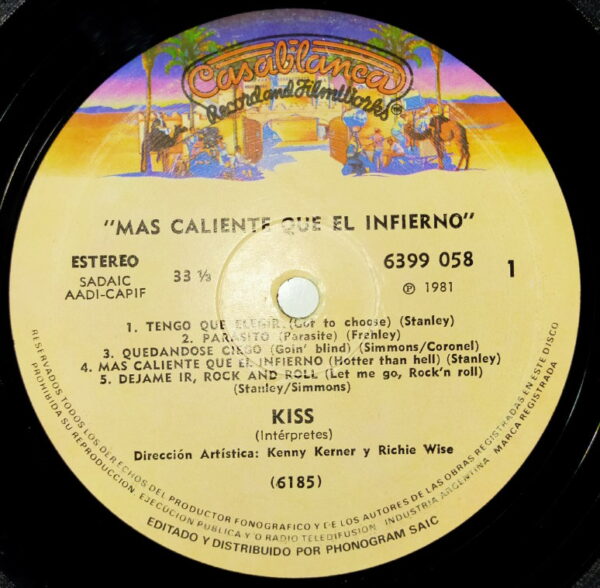 Casablanca
Record and FilmWorks
"MAS CALIENTE QUE EL INFIERNO"
ESTEREO
SADAIC
AADI-CAPIF
33 ⅓
6399 058
℗ 1981
1
1. TENGO QUE ELEGIR (Got to choose) (Stanley)
2. PARASITO (Parasite) (Frehley)
3. QUEDANDOSE CIEGO (Goin' blind) (Simmons/Coronel)
4. MAS CALIENTE QUE EL INFIERNO (Hotter than hell) (Stanley)
5. DEJAME IR, ROCK AND ROLL (Let me go, Rock'n roll)
(Stanley/Simmons)
KISS
(Intérpretes)
Dirección Artística: Kenny Kerner y Richie Wise
(6185)
RESERVADOS TODOS LOS DERECHOS DEL PRODUCTOR FONOGRAFICO Y DE LOS AUTORES DE LAS OBRAS REGISTRADAS EN ESTE DISCO
PROHIBIDA SU REPRODUCCION, EJECUCION PUBLICA Y O RADIO TELEDIFUSION. INDUSTRIA ARGENTINA. MARCA REGISTRADA
EDITADO Y DISTRIBUIDO POR PHONOGRAM SAIC